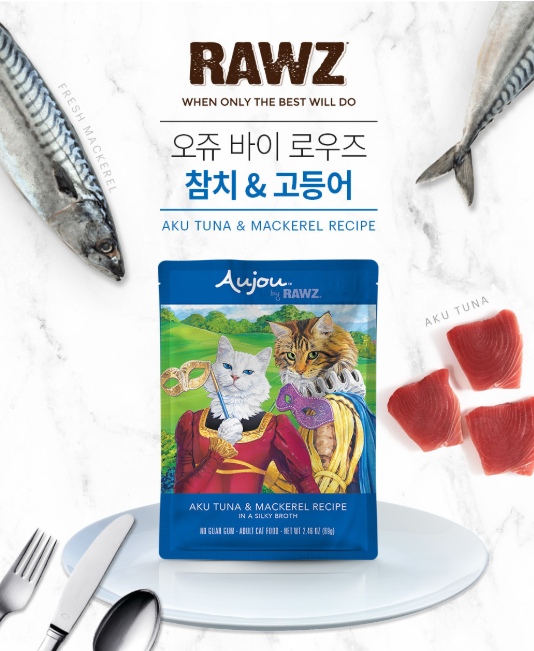 RAWZ
WHEN ONLY THE BEST WILL DO
FRESH MACKEREL
오쥬 바이 로우즈
참치 & 고등어
AKU TUNA & MACKEREL RECIPE
Aujou™
by RAWZ
AKU TUNA
AKU TUNA & MACKEREL RECIPE
IN A SILKY BROTH
NO GUAR GUM · ADULT CAT FOOD · NET WT 2.46 OZ (69g)